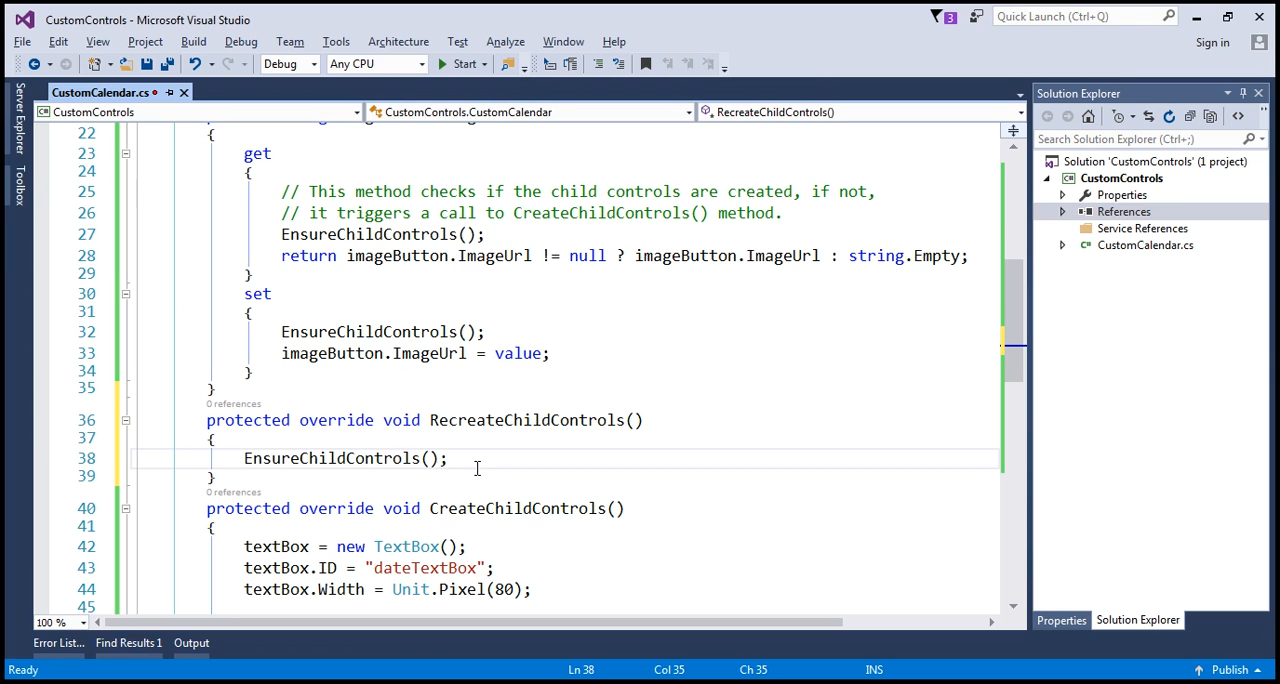 CustomControls - Microsoft Visual Studio
3
Quick Launch (Ctrl+Q)
File Edit View Project Build Debug Team Tools Architecture Test Analyze Window Help
Sign in
Debug Any CPU Start
Server Explorer
Toolbox
CustomCalendar.cs
CustomControls CustomControls.CustomCalendar RecreateChildControls()
22 {
23 get
24 {
25 // This method checks if the child controls are created, if not,
26 // it triggers a call to CreateChildControls() method.
27 EnsureChildControls();
28 return imageButton.ImageUrl != null ? imageButton.ImageUrl : string.Empty;
29 }
30 set
31 {
32 EnsureChildControls();
33 imageButton.ImageUrl = value;
34 }
35 }
0 references
36 protected override void RecreateChildControls()
37 {
38 EnsureChildControls();
39 }
0 references
40 protected override void CreateChildControls()
41 {
42 textBox = new TextBox();
43 textBox.ID = "dateTextBox";
44 textBox.Width = Unit.Pixel(80);
45
100 %
Solution Explorer
Search Solution Explorer (Ctrl+;)
Solution 'CustomControls' (1 project)
CustomControls
Properties
References
Service References
CustomCalendar.cs
Properties Solution Explorer
Error List... Find Results 1 Output
Ready Ln 38 Col 35 Ch 35 INS Publish